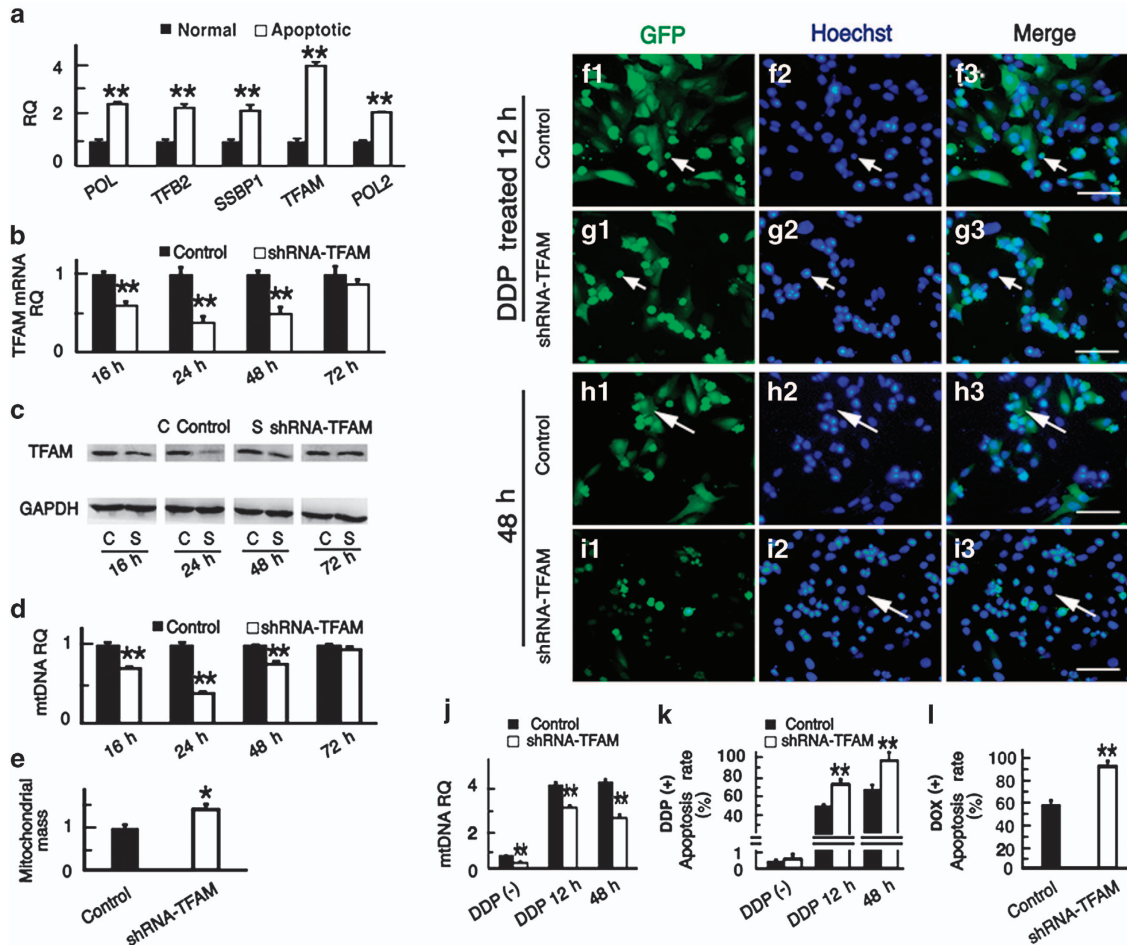 a
Normal Apoptotic
RQ
4
2
0
** ** ** ** **
POL TFB2 SSBP1 TFAM POL2
b
Control shRNA-TFAM
TFAM mRNA
RQ
1
0
** ** **
16 h 24 h 48 h 72 h
c
C Control S shRNA-TFAM
TFAM
GAPDH
C S C S C S C S
16 h 24 h 48 h 72 h
d
Control shRNA-TFAM
mtDNA RQ
1
0
** ** **
16 h 24 h 48 h 72 h
e
Mitochondrial
mass
1
0
*
Control shRNA-TFAM
GFP Hoechst Merge
DDP treated 12 h
Control
f1 f2 f3
shRNA-TFAM
g1 g2 g3
48 h
Control
h1 h2 h3
shRNA-TFAM
i1 i2 i3
j
Control
shRNA-TFAM
mtDNA RQ
4
2
0
** ** **
DDP (-) DDP 12 h 48 h
k
Control
shRNA-TFAM
DDP (+)
Apoptosis rate
(%)
100
80
60
40
1
0
** **
DDP (-) DDP 12 h 48 h
l
DOX (+)
Apoptosis rate
(%)
100
80
60
40
20
0
**
Control shRNA-TFAM